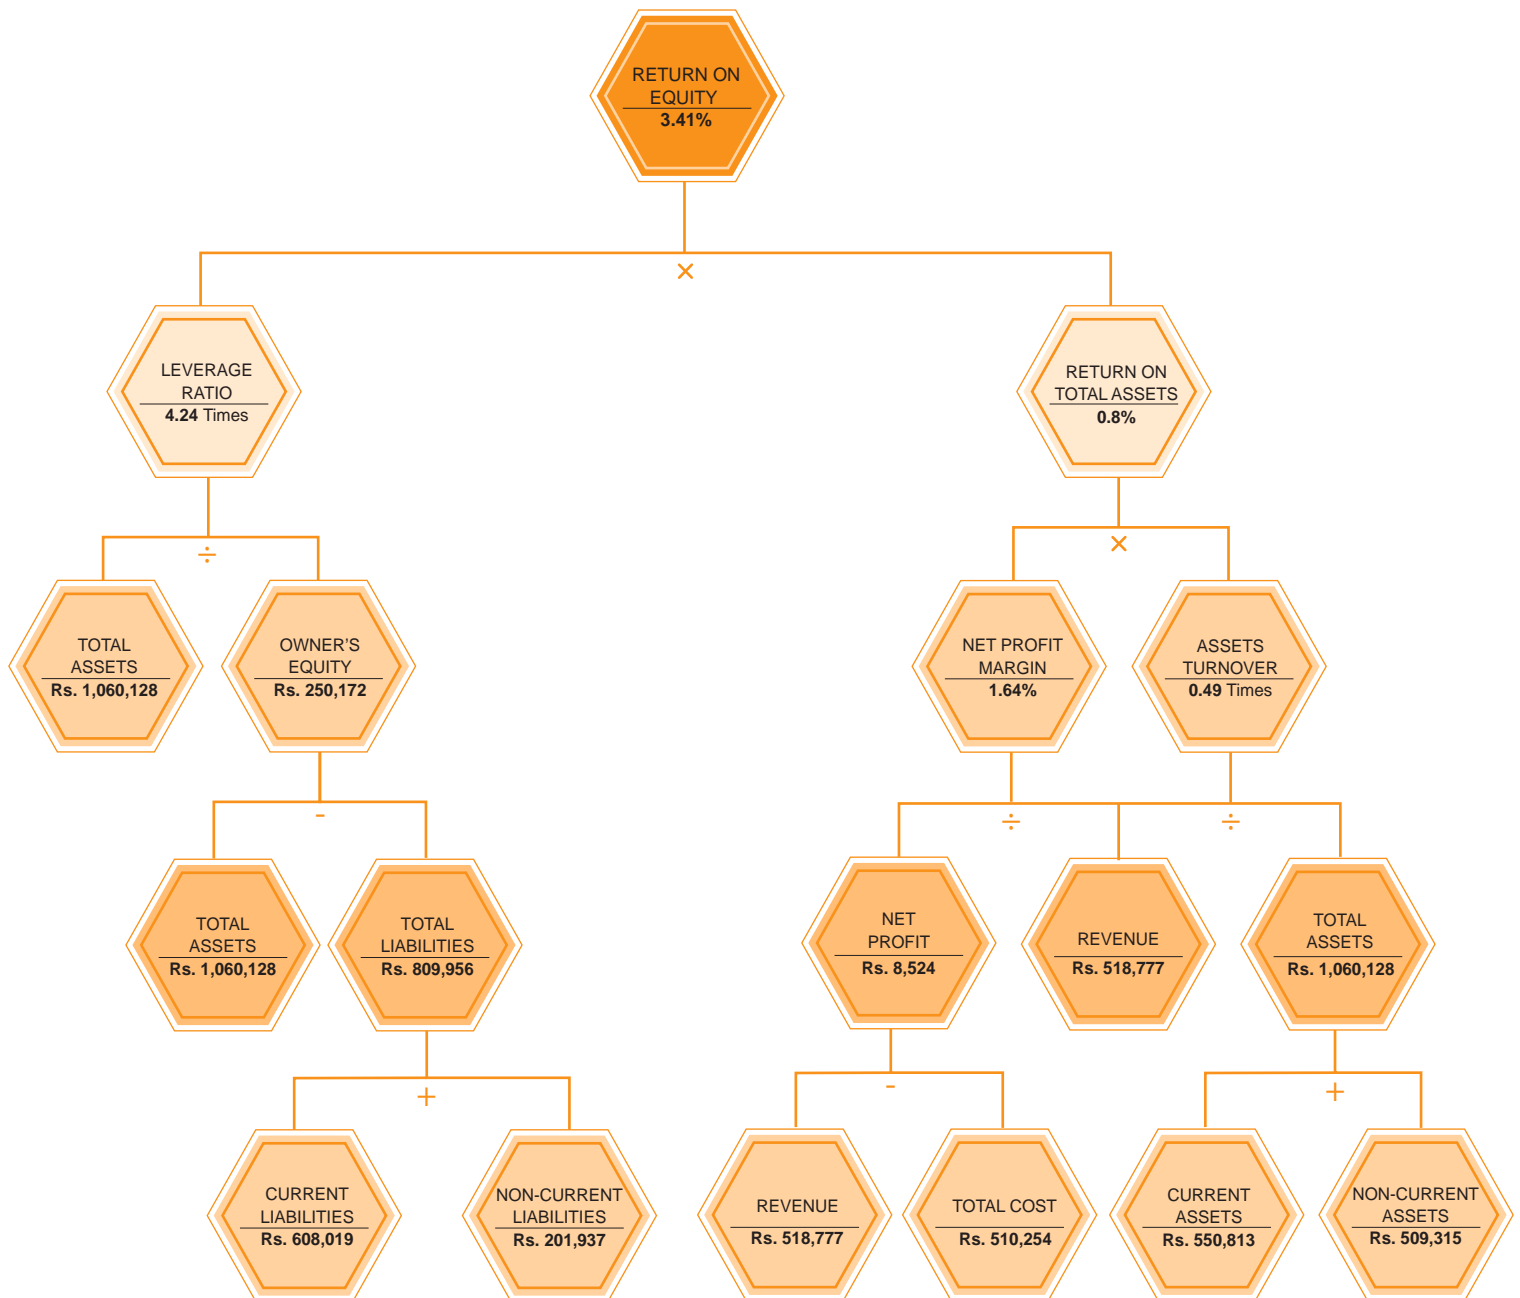 RETURN ON
EQUITY
3.41%
×
LEVERAGE
RATIO
4.24 Times
RETURN ON
TOTAL ASSETS
0.8%
÷
×
TOTAL
ASSETS
Rs. 1,060,128
OWNER'S
EQUITY
Rs. 250,172
NET PROFIT
MARGIN
1.64%
ASSETS
TURNOVER
0.49 Times
-
÷
÷
TOTAL
ASSETS
Rs. 1,060,128
TOTAL
LIABILITIES
Rs. 809,956
NET
PROFIT
Rs. 8,524
REVENUE
Rs. 518,777
TOTAL
ASSETS
Rs. 1,060,128
+
-
+
CURRENT
LIABILITIES
Rs. 608,019
NON-CURRENT
LIABILITIES
Rs. 201,937
REVENUE
Rs. 518,777
TOTAL COST
Rs. 510,254
CURRENT
ASSETS
Rs. 550,813
NON-CURRENT
ASSETS
Rs. 509,315